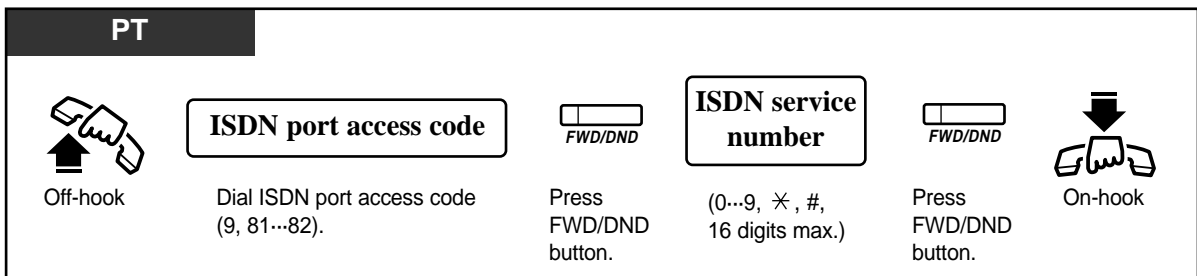 PT
ISDN port access code
FWD/DND
ISDN service
number
FWD/DND
Off-hook
Dial ISDN port access code
(9, 81···82).
Press
FWD/DND
button.
(0···9, ✳, #,
16 digits max.)
Press
FWD/DND
button.
On-hook